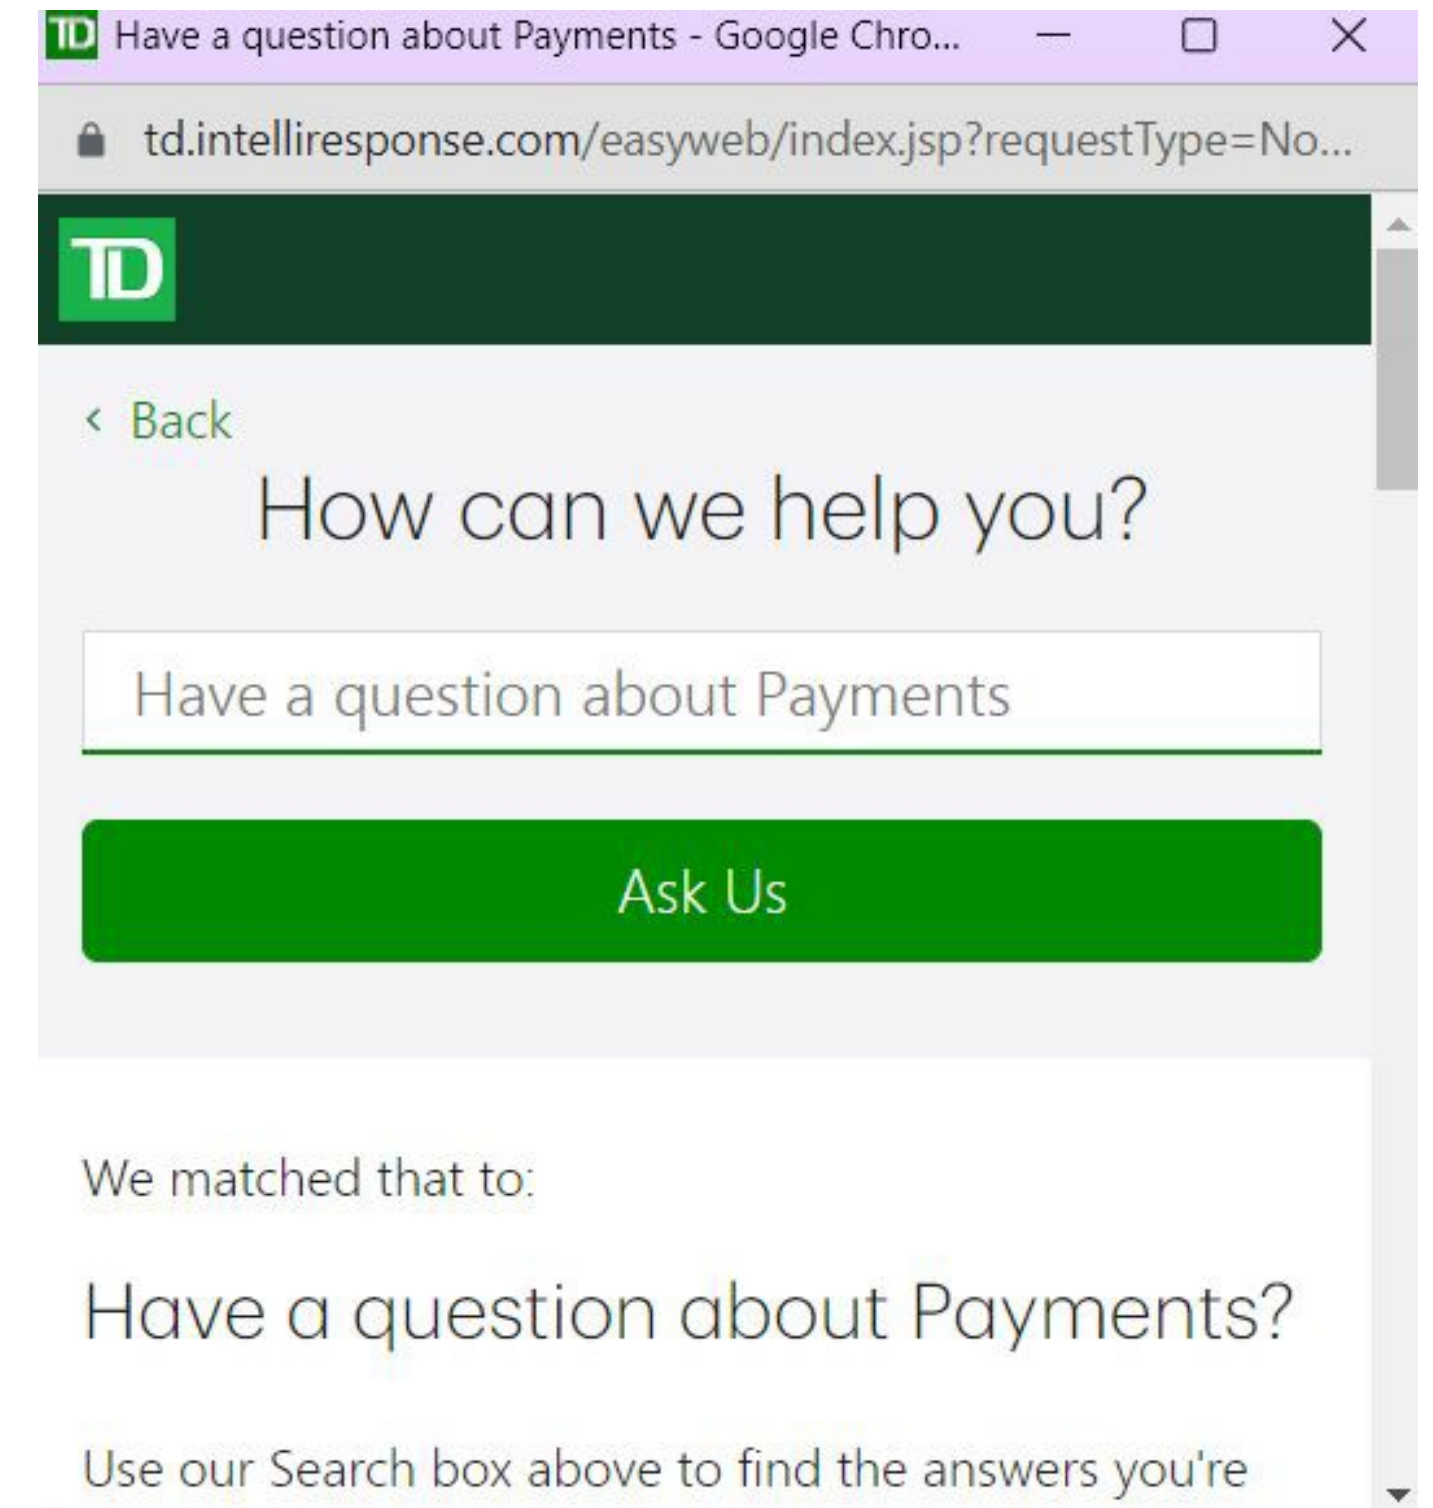 TD Have a question about Payments - Google Chro...
td.intelliresponse.com/easyweb/index.jsp?requestType=No...
TD
< Back
How can we help you?
Have a question about Payments
Ask Us
We matched that to:
Have a question about Payments?
Use our Search box above to find the answers you're